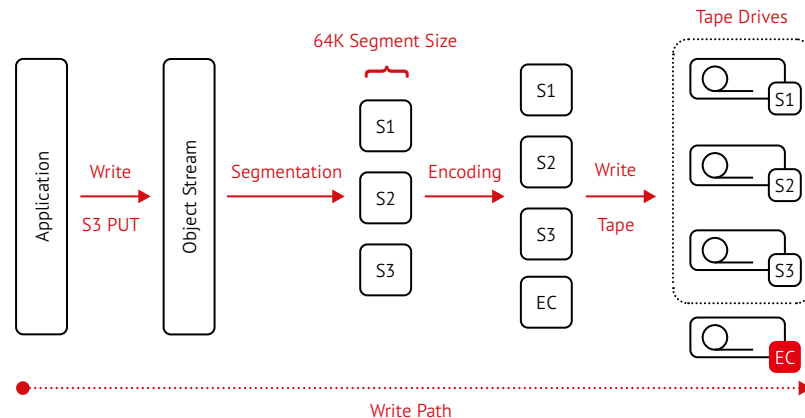 Tape Drives
64K Segment Size
Application
Write
S3 PUT
Object Stream
Segmentation
S1
S2
S3
Encoding
S1
S2
S3
EC
Write
Tape
S1
S2
S3
EC
Write Path